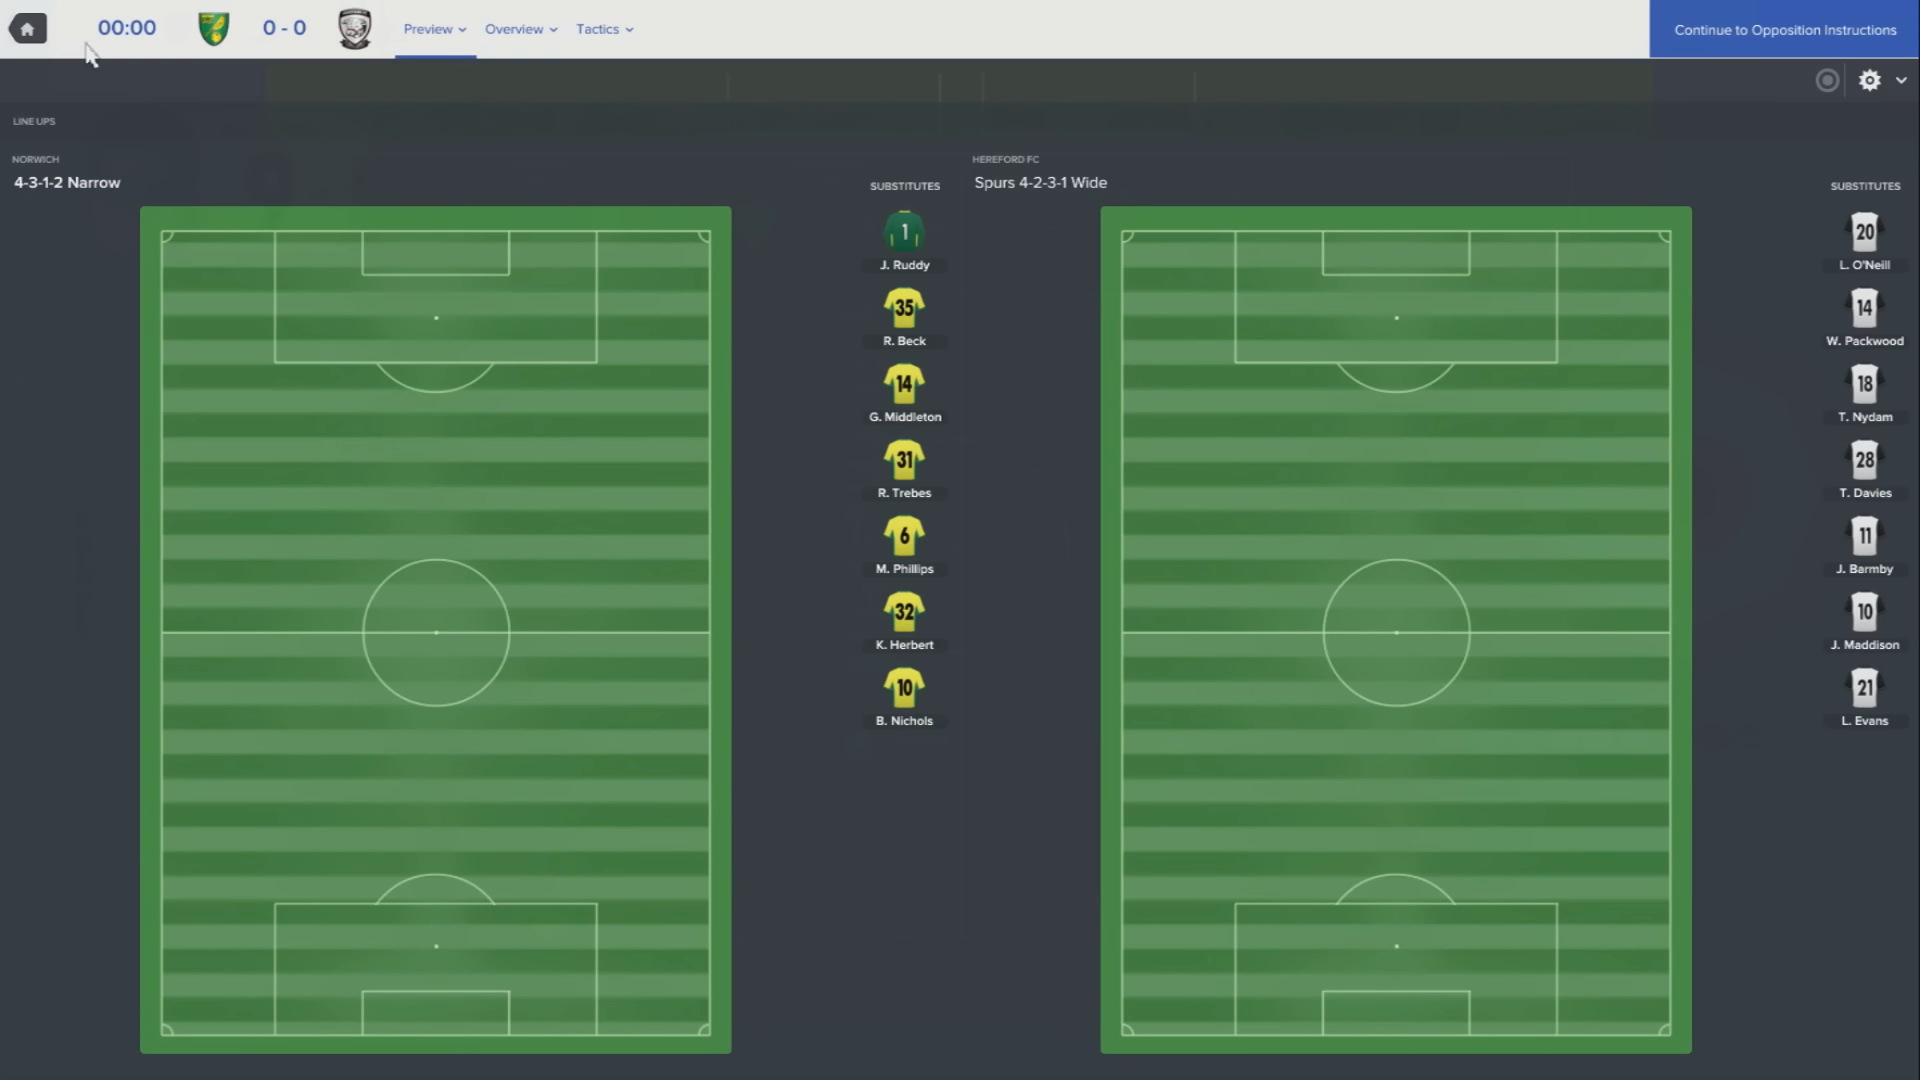 00:00
0 - 0
Preview
Overview
Tactics
Continue to Opposition Instructions
LINE UPS
NORWICH
4-3-1-2 Narrow
SUBSTITUTES
1
J. Ruddy
35
R. Beck
14
G. Middleton
31
R. Trebes
6
M. Phillips
32
K. Herbert
10
B. Nichols
HEREFORD FC
Spurs 4-2-3-1 Wide
SUBSTITUTES
20
L. O'Neill
14
W. Packwood
18
T. Nydam
28
T. Davies
11
J. Barmby
10
J. Maddison
21
L. Evans